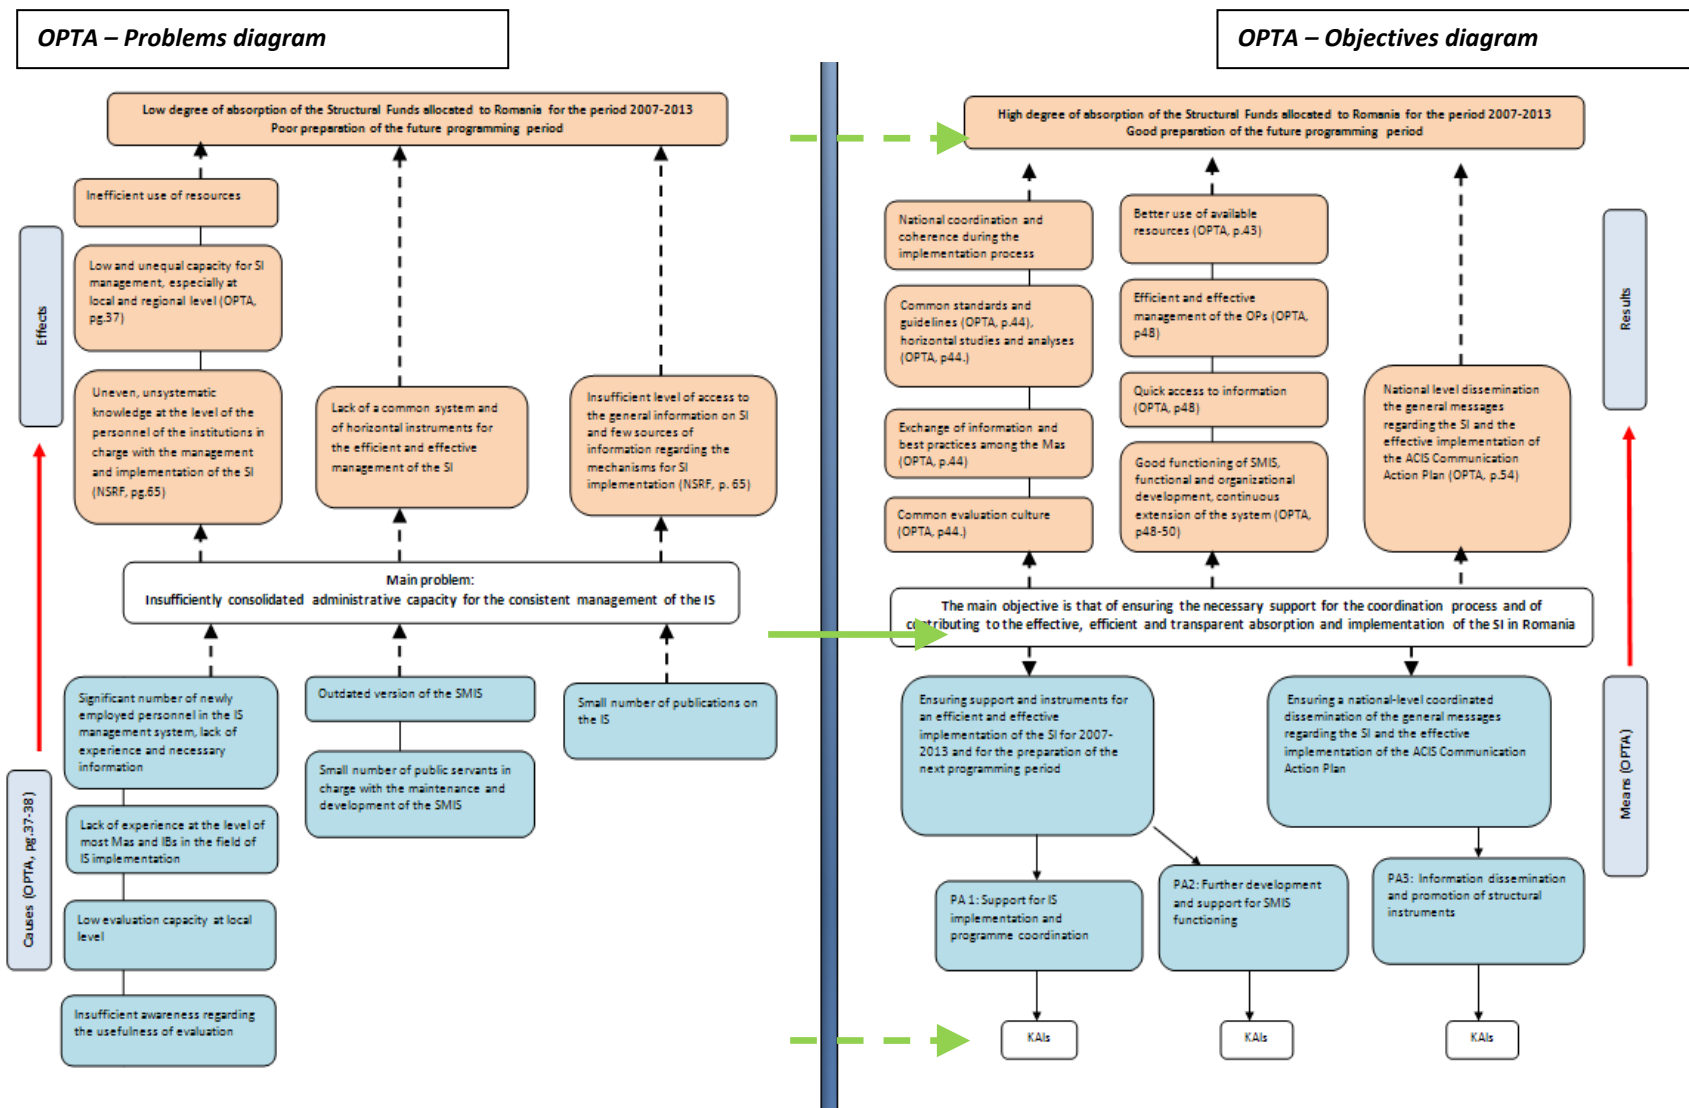 OPTA – Problems diagram
Low degree of absorption of the Structural Funds allocated to Romania for the period 2007-2013
Poor preparation of the future programming period
Effects
Inefficient use of resources
Low and unequal capacity for SI
management, especially at
local and regional level (OPTA,
pg.37)
Uneven, unsystematic
knowledge at the level of the
personnel of the institutions in
charge with the management
and implementation of the SI
(NSRF, pg.65)
Lack of a common system and
of horizontal instruments for
the efficient and effective
management of the SI
Insufficient level of access to
the general information on SI
and few sources of
information regarding the
mechanisms for SI
implementation (NSRF, p. 65)
Main problem:
Insufficiently consolidated administrative capacity for the consistent management of the IS
Causes (OPTA, pg.37-38)
Significant number of newly
employed personnel in the IS
management system, lack of
experience and necessary
information
Lack of experience at the level of
most Mas and IBs in the field of
IS implementation
Low evaluation capacity at local
level
Insufficient awareness regarding
the usefulness of evaluation
Outdated version of the SMIS
Small number of public servants in
charge with the maintenance and
development of the SMIS
Small number of publications on
the IS
OPTA – Objectives diagram
High degree of absorption of the Structural Funds allocated to Romania for the period 2007-2013
Good preparation of the future programming period
National coordination and
coherence during the
implementation process
Common standards and
guidelines (OPTA, p.44),
horizontal studies and analyses
(OPTA, p44.)
Exchange of information and
best practices among the Mas
(OPTA, p.44)
Common evaluation culture
(OPTA, p44.)
Better use of available
resources (OPTA, p.43)
Efficient and effective
management of the OPs (OPTA,
p48)
Quick access to information
(OPTA, p48)
Good functioning of SMIS,
functional and organizational
development, continuous
extension of the system (OPTA,
p48-50)
National level dissemination
the general messages
regarding the SI and the
effective implementation of
the ACIS Communication
Action Plan (OPTA, p.54)
Results
The main objective is that of ensuring the necessary support for the coordination process and of
contributing to the effective, efficient and transparent absorption and implementation of the SI in Romania
Ensuring support and instruments for
an efficient and effective
implementation of the SI for 2007-
2013 and for the preparation of the
next programming period
Ensuring a national-level coordinated
dissemination of the general messages
regarding the SI and the effective
implementation of the ACIS Communication
Action Plan
Means (OPTA)
PA 1: Support for IS
implementation and
programme coordination
PA2: Further development
and support for SMIS
functioning
PA3: Information dissemination
and promotion of structural
instruments
KAIs
KAIs
KAIs